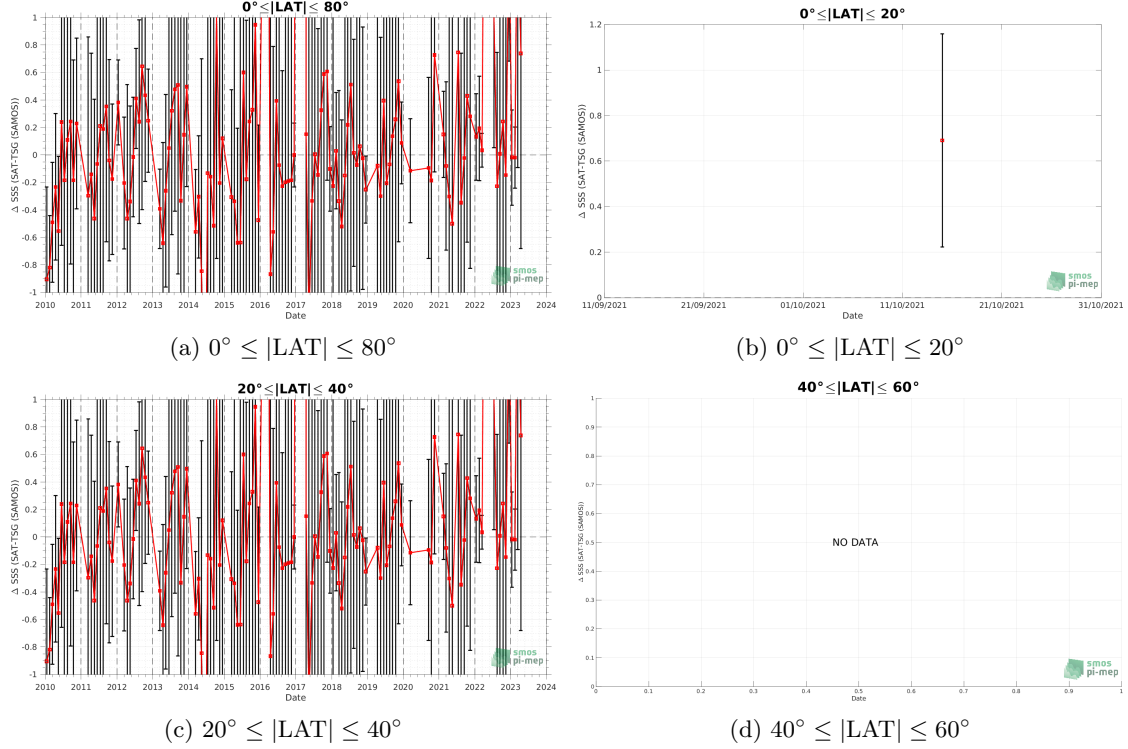 0°≤|LAT|≤ 80°
Δ SSS (SAT-TSG (SAMOS))
1
0.8
0.6
0.4
0.2
0
-0.2
-0.4
-0.6
-0.8
-1
2010 2011 2012 2013 2014 2015 2016 2017 2018 2019 2020 2021 2022 2023 2024
Date
smos
pi-mep
(a) 0° ≤ |LAT| ≤ 80°
0°≤|LAT|≤ 20°
Δ SSS (SAT-TSG (SAMOS))
1.2
1
0.8
0.6
0.4
0.2
0
11/09/2021 21/09/2021 01/10/2021 11/10/2021 21/10/2021 31/10/2021
Date
smos
pi-mep
(b) 0° ≤ |LAT| ≤ 20°
20°≤|LAT|≤ 40°
Δ SSS (SAT-TSG (SAMOS))
1
0.8
0.6
0.4
0.2
0
-0.2
-0.4
-0.6
-0.8
-1
2010 2011 2012 2013 2014 2015 2016 2017 2018 2019 2020 2021 2022 2023 2024
Date
smos
pi-mep
(c) 20° ≤ |LAT| ≤ 40°
40°≤|LAT|≤ 60°
Δ SSS (SAT-TSG (SAMOS))
1
0.9
0.8
0.7
0.6
0.5
0.4
0.3
0.2
0.1
0
NO DATA
0 0.1 0.2 0.3 0.4 0.5 0.6 0.7 0.8 0.9 1
Date
smos
pi-mep
(d) 40° ≤ |LAT| ≤ 60°